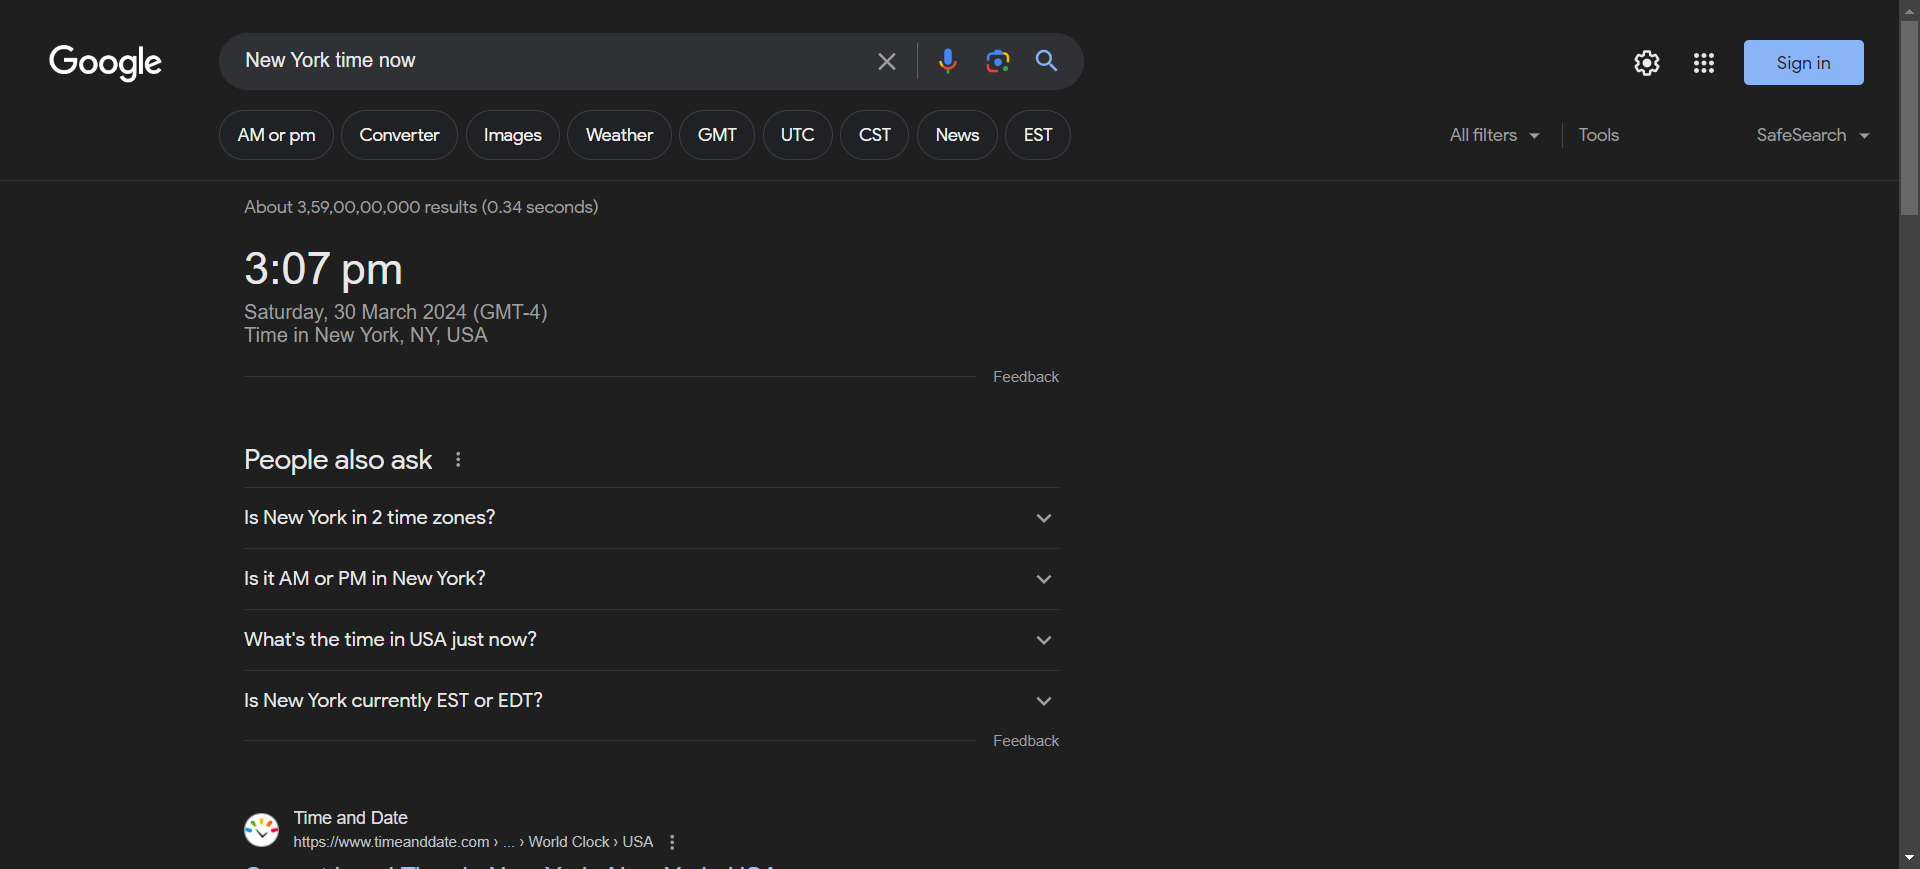 Google
New York time now
Sign in
AM or pm
Converter
Images
Weather
GMT
UTC
CST
News
EST
All filters
Tools
SafeSearch
About 3,59,00,00,000 results (0.34 seconds)
3:07 pm
Saturday, 30 March 2024 (GMT-4)
Time in New York, NY, USA
Feedback
People also ask
Is New York in 2 time zones?
Is it AM or PM in New York?
What's the time in USA just now?
Is New York currently EST or EDT?
Feedback
Time and Date
https://www.timeanddate.com › ... › World Clock › USA